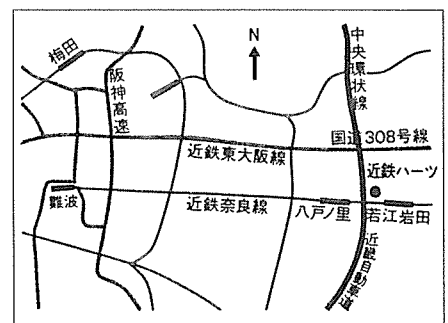 梅田
阪神高速
N
中央環状線
国道308号線
近鉄東大阪線
近鉄ハーツ
難波
近鉄奈良線
八戸ノ里
若江岩田
近畿自動車道